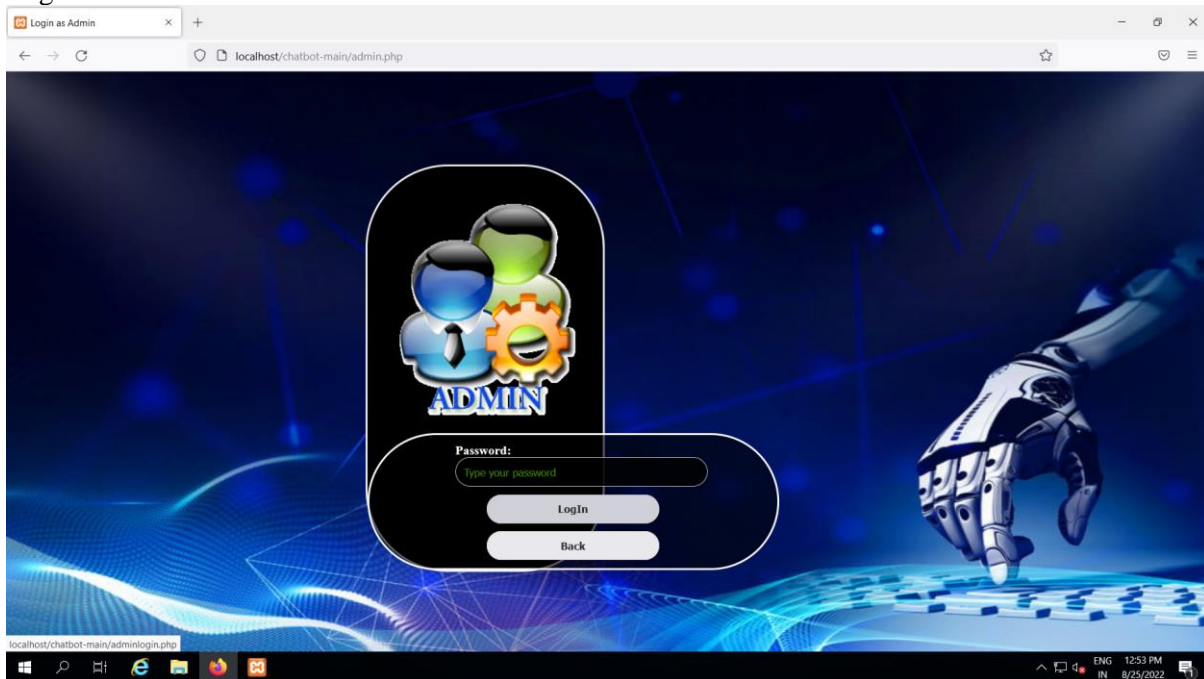 Login as Admin
localhost/chatbot-main/admin.php
ADMIN
Password:
Type your password
LogIn
Back
localhost/chatbot-main/adminlogin.php
ENG 12:53 PM
IN 8/25/2022